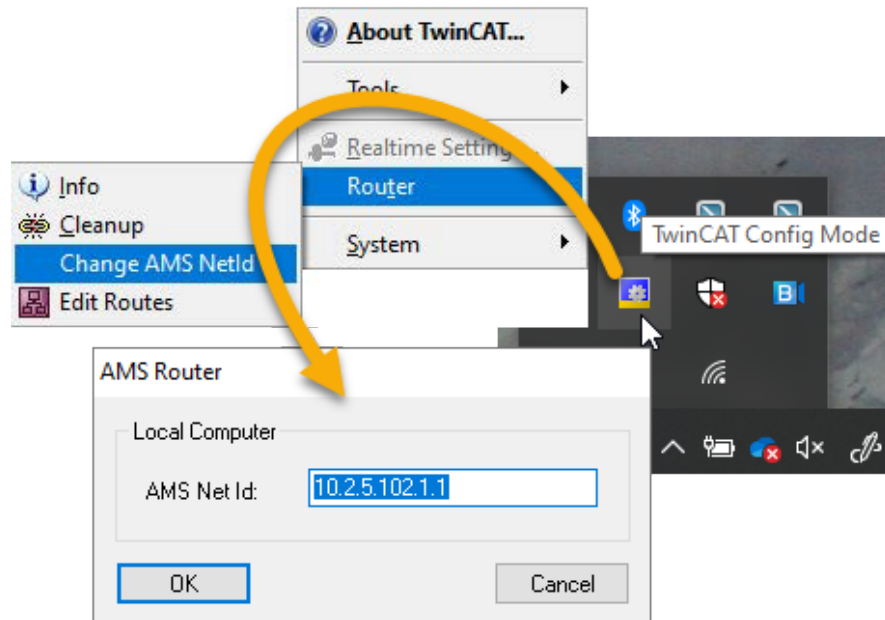 About TwinCAT...
Tools
Realtime Setting
Router
System
Info
Cleanup
Change AMS NetId
Edit Routes
TwinCAT Config Mode
B
AMS Router
Local Computer
AMS Net Id:
10.2.5.102.1.1
OK
Cancel